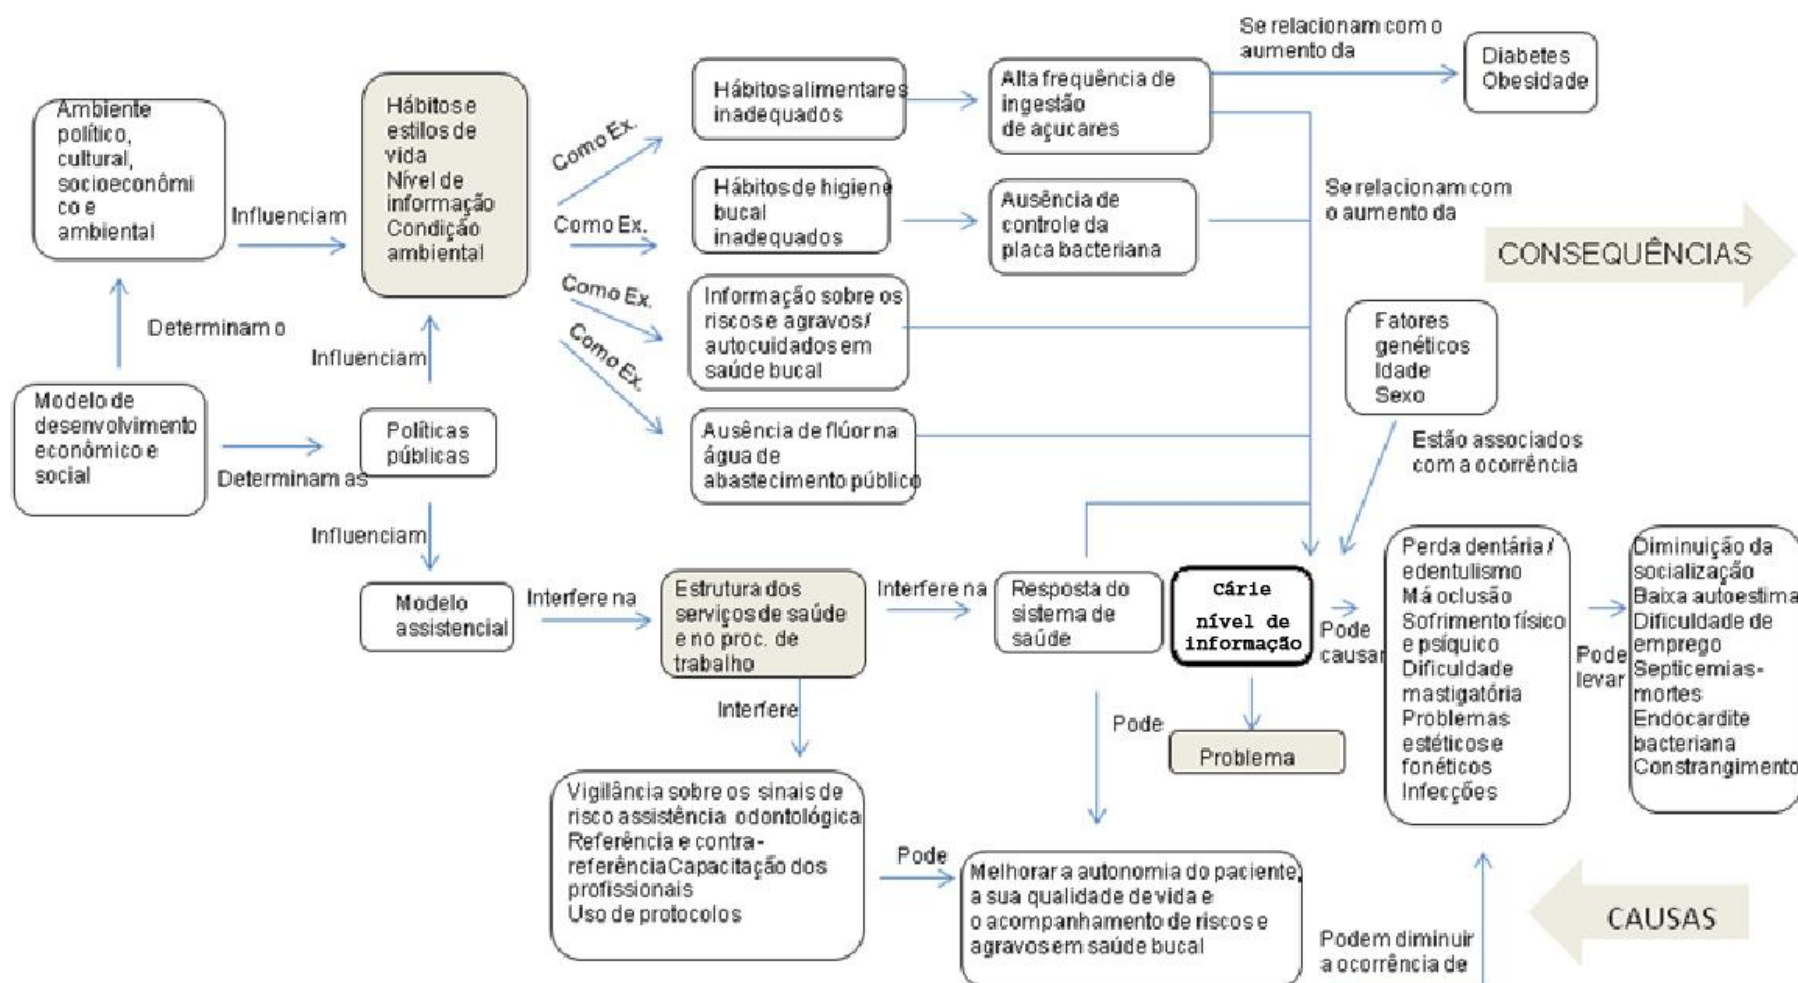 Se relacionam com o
aumento da
Diabetes
Obesidade
Ambiente
político,
cultural,
socioeconômi
co e
ambiental
Influenciam
Hábitos e
estilos de
vida
Nível de
informação
Condição
ambiental
Como Ex.
Hábitos alimentares
inadequados
Alta frequência de
ingestão
de açucares
Como Ex.
Hábitos de higiene
bucal
inadequados
Ausência de
controle da
placa bacteriana
Se relacionam com
o aumento da
CONSEQUÊNCIAS
Como Ex.
Informação sobre os
riscos e agravos/
autocuidados em
saúde bucal
Como Ex.
Ausência de flúor na
água de
abastecimento público
Fatores
genéticos
Idade
Sexo
Estão associados
com a ocorrência
Determinam o
Influenciam
Modelo de
desenvolvimento
econômico e
social
Determinam as
Políticas
públicas
Influenciam
Modelo
assistencial
Interfere na
Estrutura dos
serviços de saúde
e no proc. de
trabalho
Interfere na
Resposta do
sistema de
saúde
Cárie
nível de
informação
Pode
causar
Perda dentária /
edentulismo
Má oclusão
Sofrimento físico
e psíquico
Dificuldade
mastigatória
Problemas
estéticos e
fonéticos
Infecções
Pode
levar
Diminuição da
socialização
Baixa autoestima
Dificuldade de
emprego
Septicemias-
mortes
Endocardite
bacteriana
Constrangimento
Interfere
Pode
Problema
Vigilância sobre os sinais de
risco assistência odontológica
Referência e contra-
referênciaCapacitação dos
profissionais
Uso de protocolos
Pode
Melhorar a autonomia do paciente,
a sua qualidade de vida e
o acompanhamento de riscos e
agravos em saúde bucal
Podem diminuir
a ocorrência de
CAUSAS